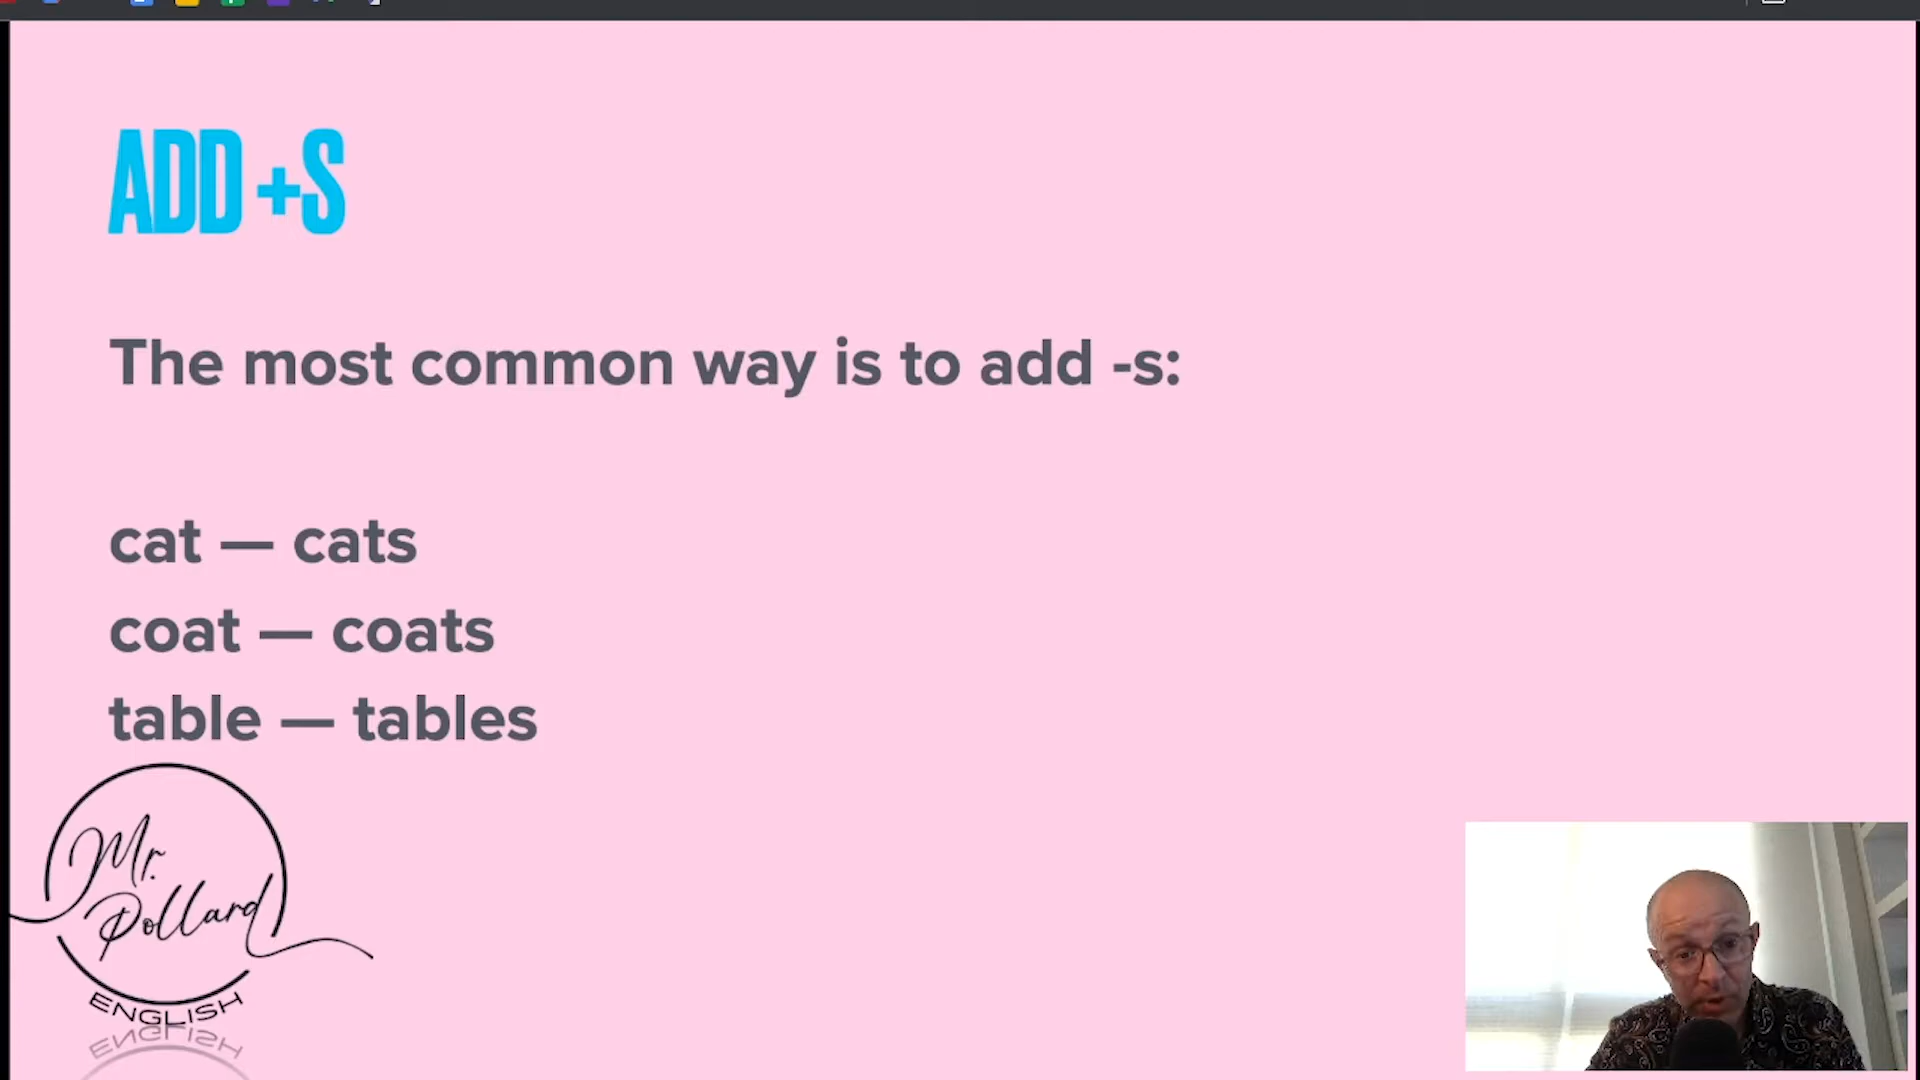 ADD +S
The most common way is to add -s:
cat — cats
coat — coats
table — tables
Mr.
Pollard
ENGLISH